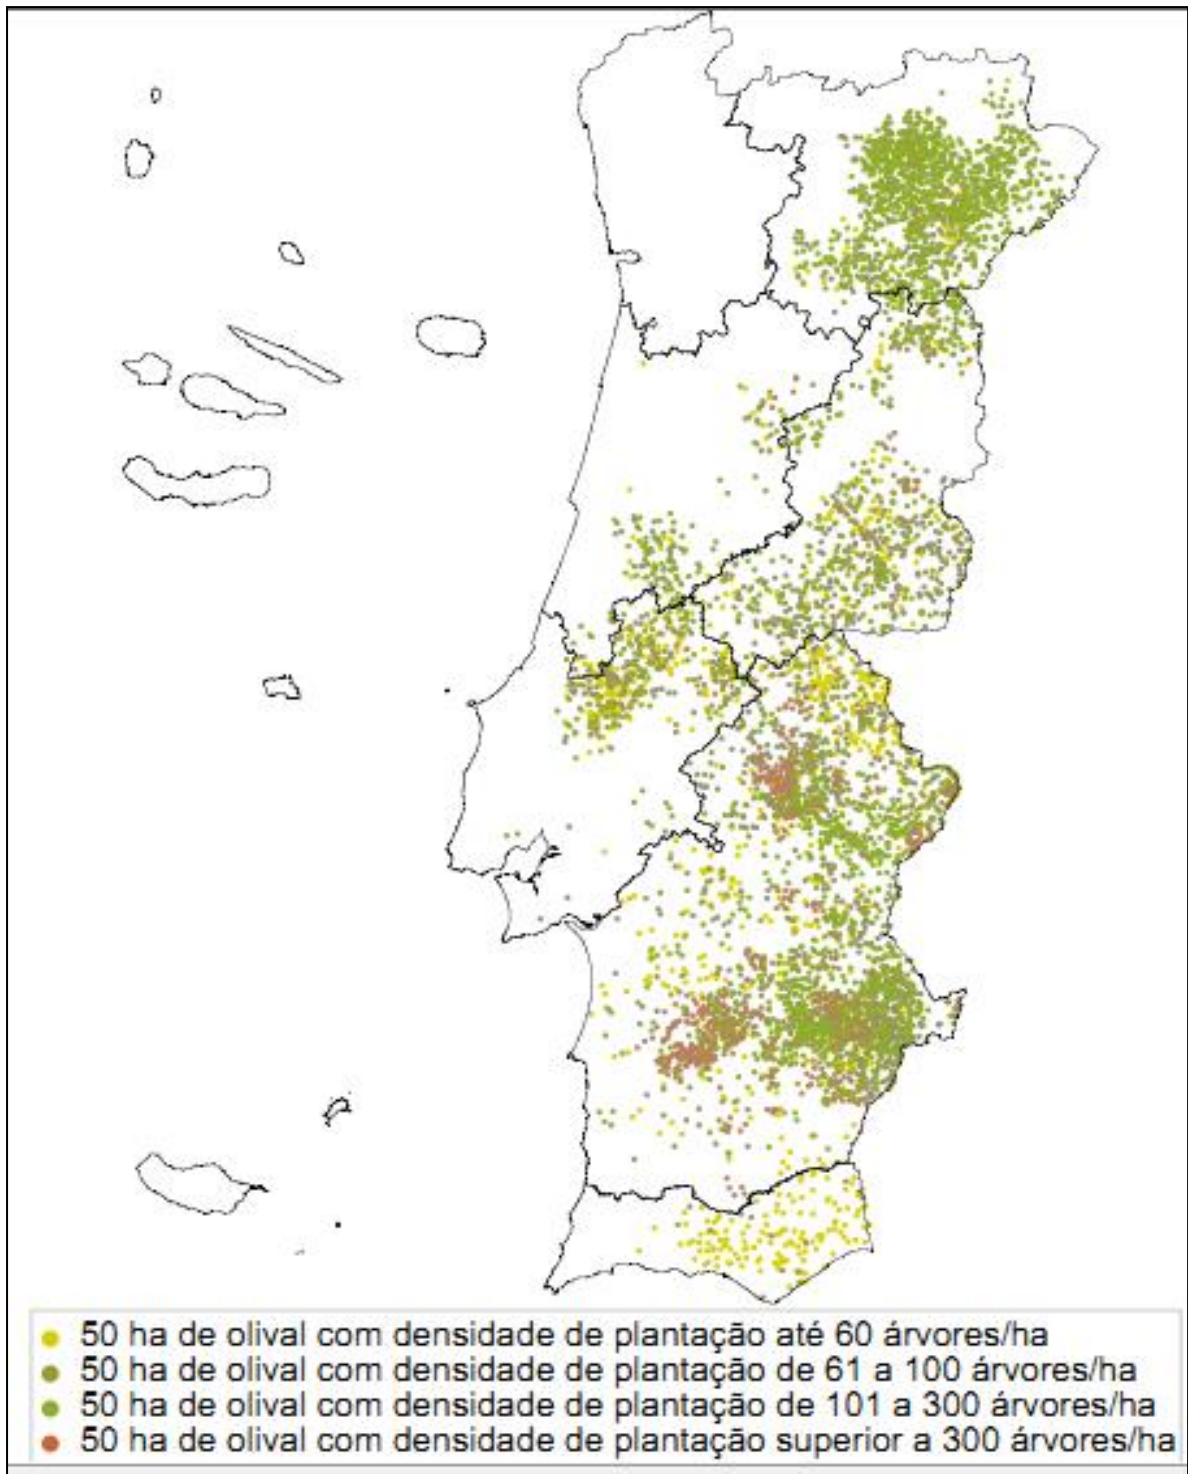 50 ha de olival com densidade de plantação até 60 árvores/ha
50 ha de olival com densidade de plantação de 61 a 100 árvores/ha
50 ha de olival com densidade de plantação de 101 a 300 árvores/ha
50 ha de olival com densidade de plantação superior a 300 árvores/ha